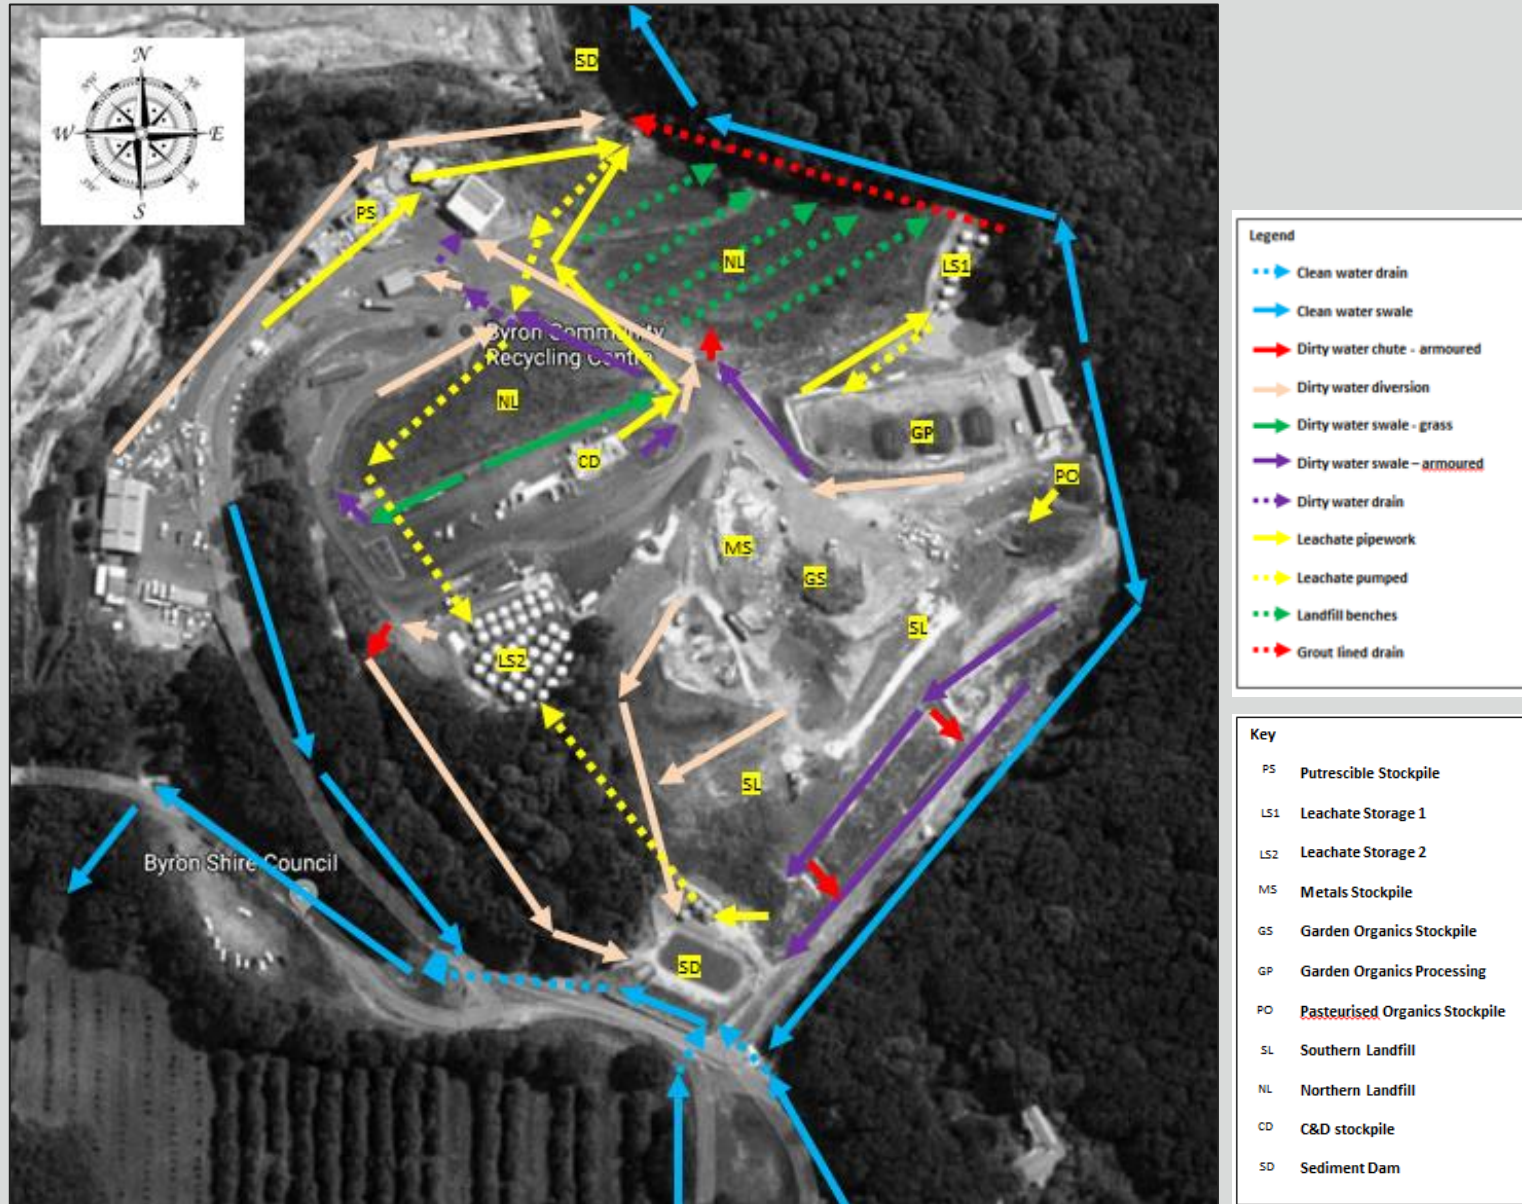 N
NW
NE
W
E
SW
SE
S
SD
PS
NL
LS1
Byron Community
Recycling Centre
NL
GP
CD
PO
MS
GS
SL
LS2
SL
Byron Shire Council
SD
Legend
Clean water drain
Clean water swale
Dirty water chute - armoured
Dirty water diversion
Dirty water swale - grass
Dirty water swale – armoured
Dirty water drain
Leachate pipework
Leachate pumped
Landfill benches
Grout lined drain
Key
PS Putrescible Stockpile
LS1 Leachate Storage 1
LS2 Leachate Storage 2
MS Metals Stockpile
GS Garden Organics Stockpile
GP Garden Organics Processing
PO Pasteurised Organics Stockpile
SL Southern Landfill
NL Northern Landfill
CD C&D stockpile
SD Sediment Dam